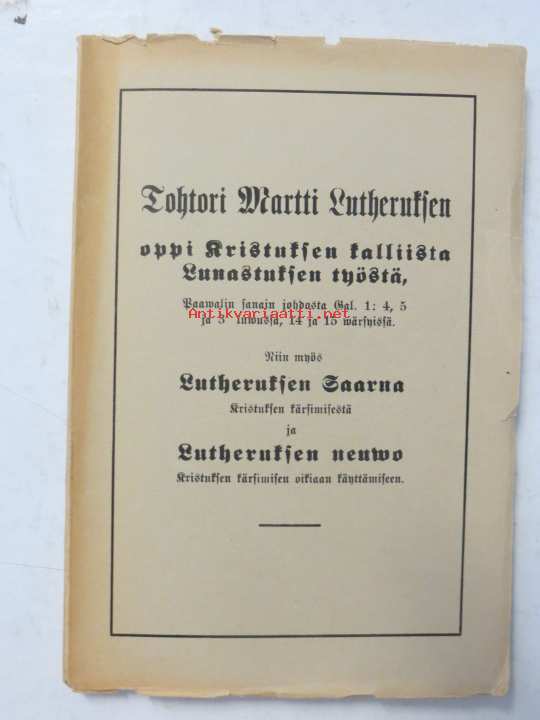 Tohtori Martti Lutheruksen
oppi Kristuksen kalliista
Lunastuksen työstä,
Paawalin sanain johdosta Gal. 1: 4, 5
Antikvariaatti.net
ja 3 luwussa, 14 ja 15 wärsyissä.
Niin myös
Lutheruksen Saarna
Kristuksen kärsimisestä
ja
Lutheruksen neuwo
Kristuksen kärsimisen oikiaan käyttämiseen.